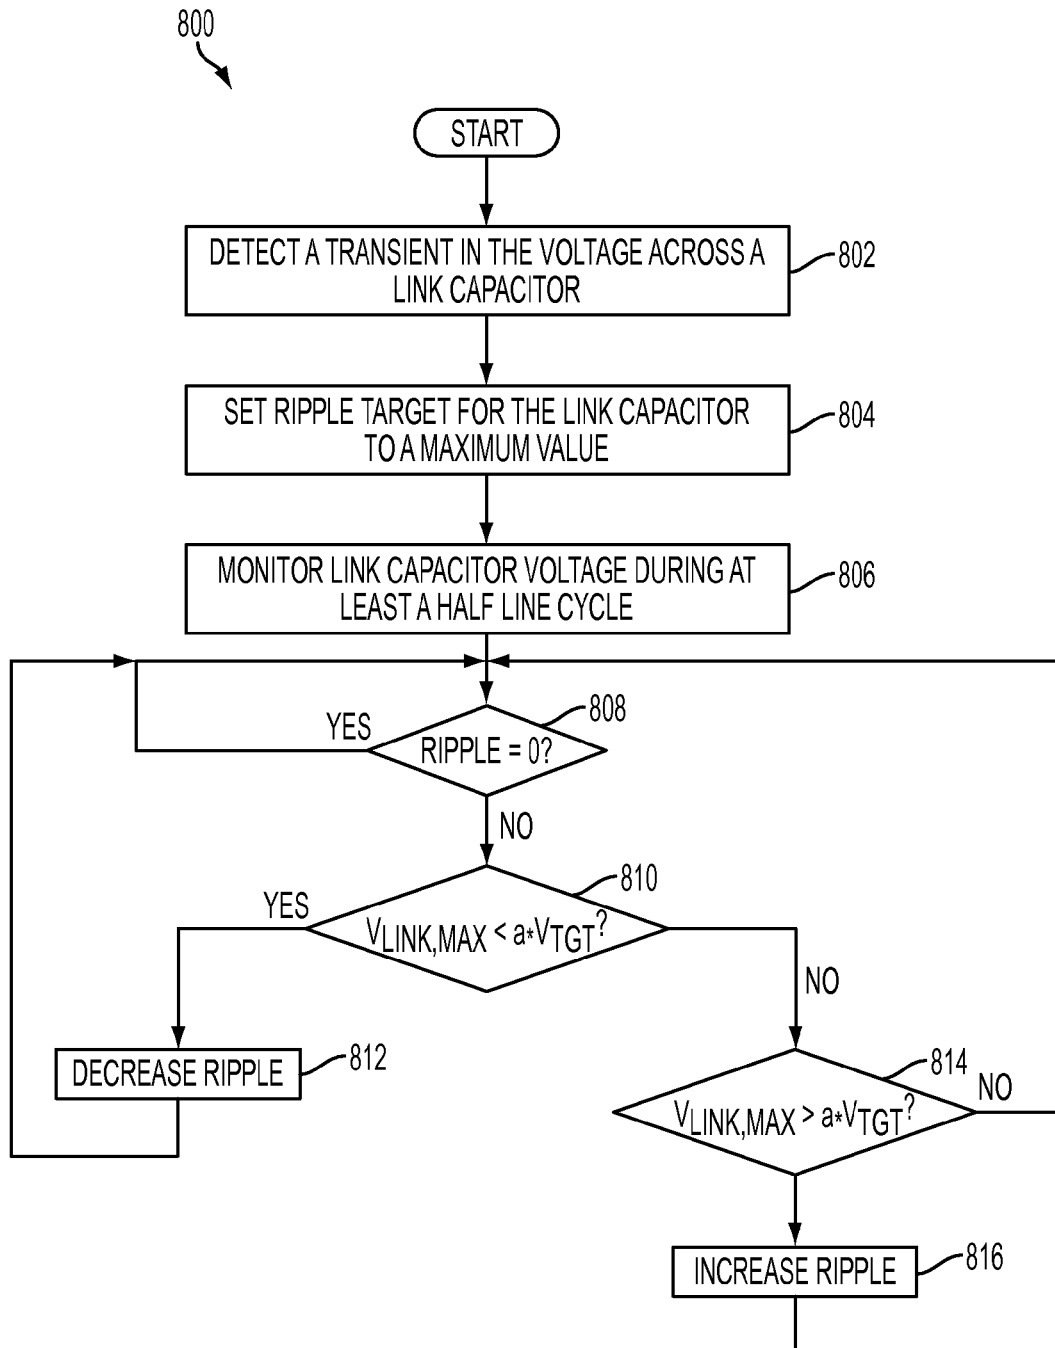 800
START
DETECT A TRANSIENT IN THE VOLTAGE ACROSS A
LINK CAPACITOR
802
SET RIPPLE TARGET FOR THE LINK CAPACITOR
TO A MAXIMUM VALUE
804
MONITOR LINK CAPACITOR VOLTAGE DURING AT
LEAST A HALF LINE CYCLE
806
808
YES
RIPPLE = 0?
NO
810
YES
VLINK,MAX < a*VTGT?
NO
DECREASE RIPPLE
812
814
NO
VLINK,MAX > a*VTGT?
INCREASE RIPPLE
816